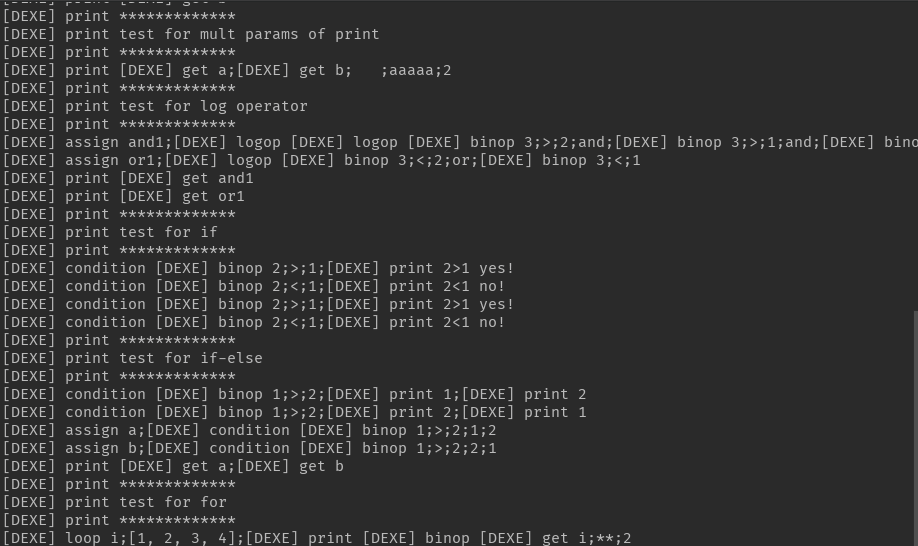 [DEXE] print *************
[DEXE] print test for mult params of print
[DEXE] print *************
[DEXE] print [DEXE] get a;[DEXE] get b;   ;aaaaa;2
[DEXE] print *************
[DEXE] print test for log operator
[DEXE] print *************
[DEXE] assign and1;[DEXE] logop [DEXE] logop [DEXE] binop 3;>;2;and;[DEXE] binop 3;>;1;and;[DEXE] bino
[DEXE] assign or1;[DEXE] logop [DEXE] binop 3;<;2;or;[DEXE] binop 3;<;1
[DEXE] print [DEXE] get and1
[DEXE] print [DEXE] get or1
[DEXE] print *************
[DEXE] print test for if
[DEXE] print *************
[DEXE] condition [DEXE] binop 2;>;1;[DEXE] print 2>1 yes!
[DEXE] condition [DEXE] binop 2;<;1;[DEXE] print 2<1 no!
[DEXE] condition [DEXE] binop 2;>;1;[DEXE] print 2>1 yes!
[DEXE] condition [DEXE] binop 2;<;1;[DEXE] print 2<1 no!
[DEXE] print *************
[DEXE] print test for if-else
[DEXE] print *************
[DEXE] condition [DEXE] binop 1;>;2;[DEXE] print 1;[DEXE] print 2
[DEXE] condition [DEXE] binop 1;>;2;[DEXE] print 2;[DEXE] print 1
[DEXE] assign a;[DEXE] condition [DEXE] binop 1;>;2;1;2
[DEXE] assign b;[DEXE] condition [DEXE] binop 1;>;2;2;1
[DEXE] print [DEXE] get a;[DEXE] get b
[DEXE] print *************
[DEXE] print test for for
[DEXE] print *************
[DEXE] loop i;[1, 2, 3, 4];[DEXE] print [DEXE] binop [DEXE] get i;**;2